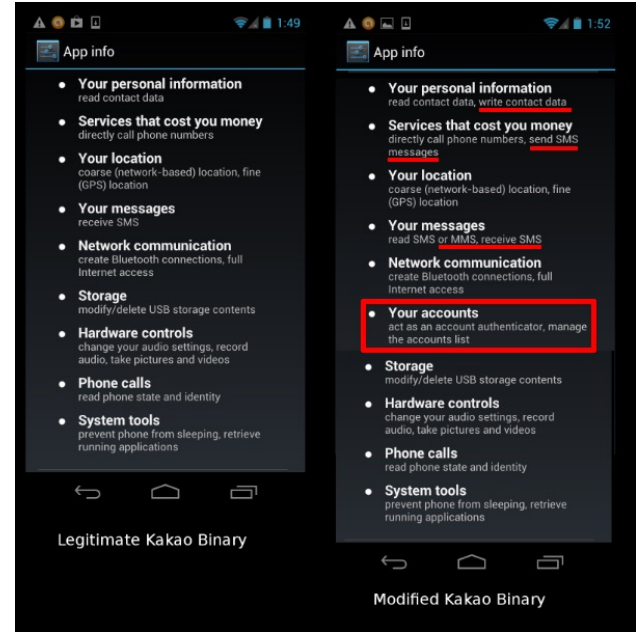 1:49
App info
Your personal information
read contact data
Services that cost you money
directly call phone numbers
Your location
coarse (network-based) location, fine
(GPS) location
Your messages
receive SMS
Network communication
create Bluetooth connections, full
Internet access
Storage
modify/delete USB storage contents
Hardware controls
change your audio settings, record
audio, take pictures and videos
Phone calls
read phone state and identity
System tools
prevent phone from sleeping, retrieve
running applications
Legitimate Kakao Binary
1:52
App info
Your personal information
read contact data, write contact data
Services that cost you money
directly call phone numbers, send SMS
messages
Your location
coarse (network-based) location, fine
(GPS) location
Your messages
read SMS or MMS, receive SMS
Network communication
create Bluetooth connections, full
Internet access
Your accounts
act as an account authenticator, manage
the accounts list
Storage
modify/delete USB storage contents
Hardware controls
change your audio settings, record
audio, take pictures and videos
Phone calls
read phone state and identity
System tools
prevent phone from sleeping, retrieve
running applications
Modified Kakao Binary